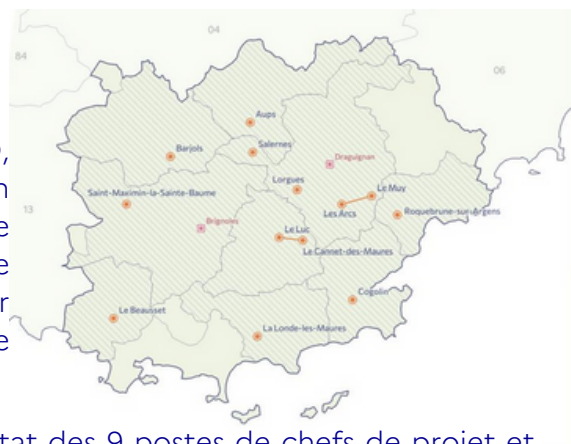 04
84
06
Aups
Barjols
Salernes
Draguignan
Lorgues
Le Muy
Saint-Maximin-la-Sainte-Baume
Les Arcs
Roquebrune-sur-Argens
13
Brignoles
Le Luc
Le Cannet-des-Maures
Cogolin
Le Beausset
La Londe-les-Maures
,
n
e
e
r
e
tat des 9 postes de chefs de projet et